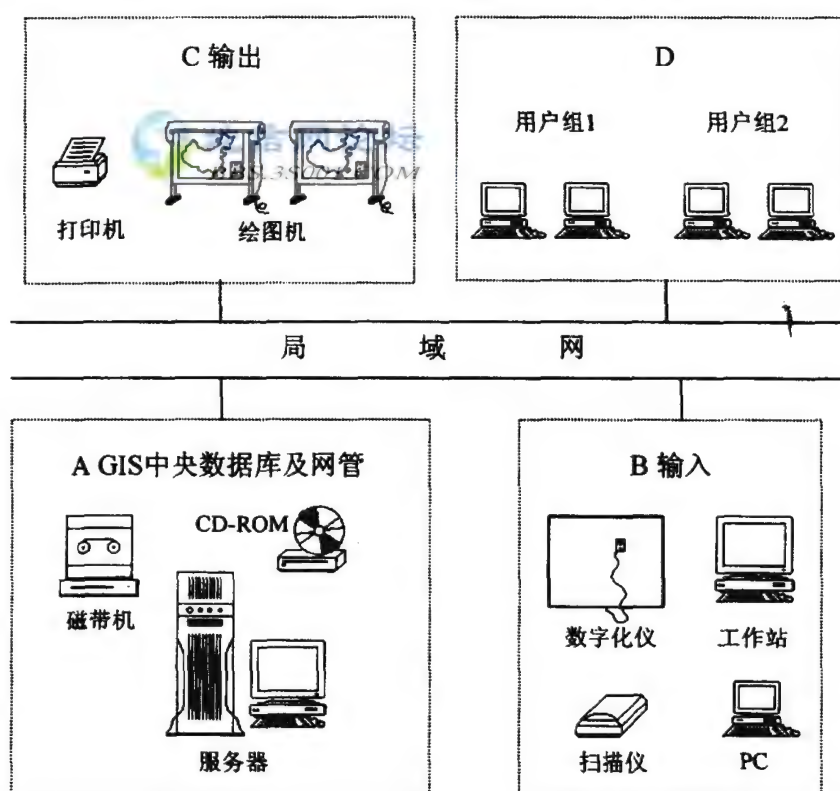 C 输出
打印机
绘图机
D
用户组1
用户组2
局 域 网
A GIS中央数据库及网管
CD-ROM
磁带机
服务器
B 输入
数字化仪
工作站
扫描仪
PC